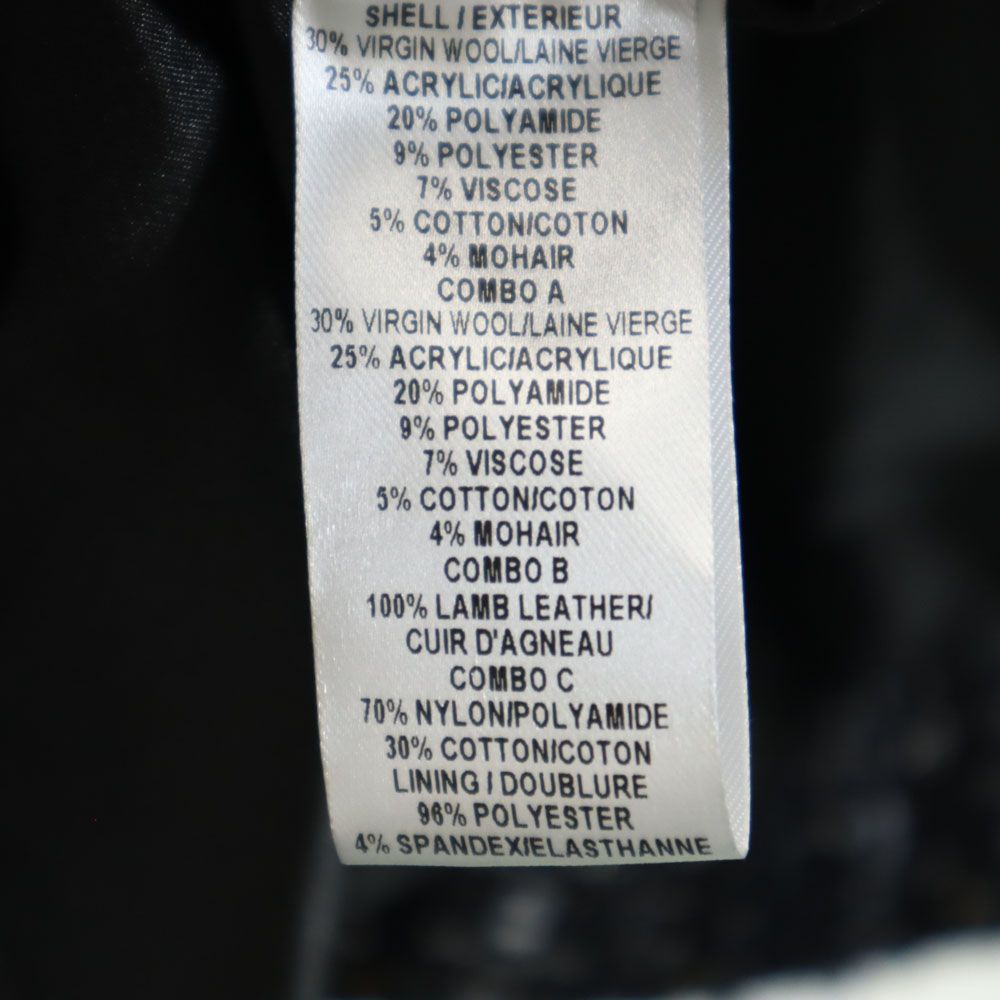 SHELL / EXTERIEUR
30% VIRGIN WOOL/LAINE VIERGE
25% ACRYLIC/ACRYLIQUE
20% POLYAMIDE
9% POLYESTER
7% VISCOSE
5% COTTON/COTON
4% MOHAIR
COMBO A
30% VIRGIN WOOL/LAINE VIERGE
25% ACRYLIC/ACRYLIQUE
20% POLYAMIDE
9% POLYESTER
7% VISCOSE
5% COTTON/COTON
4% MOHAIR
COMBO B
100% LAMB LEATHER/
CUIR D'AGNEAU
COMBO C
70% NYLON/POLYAMIDE
30% COTTON/COTON
LINING / DOUBLURE
96% POLYESTER
4% SPANDEX/ELASTHANNE